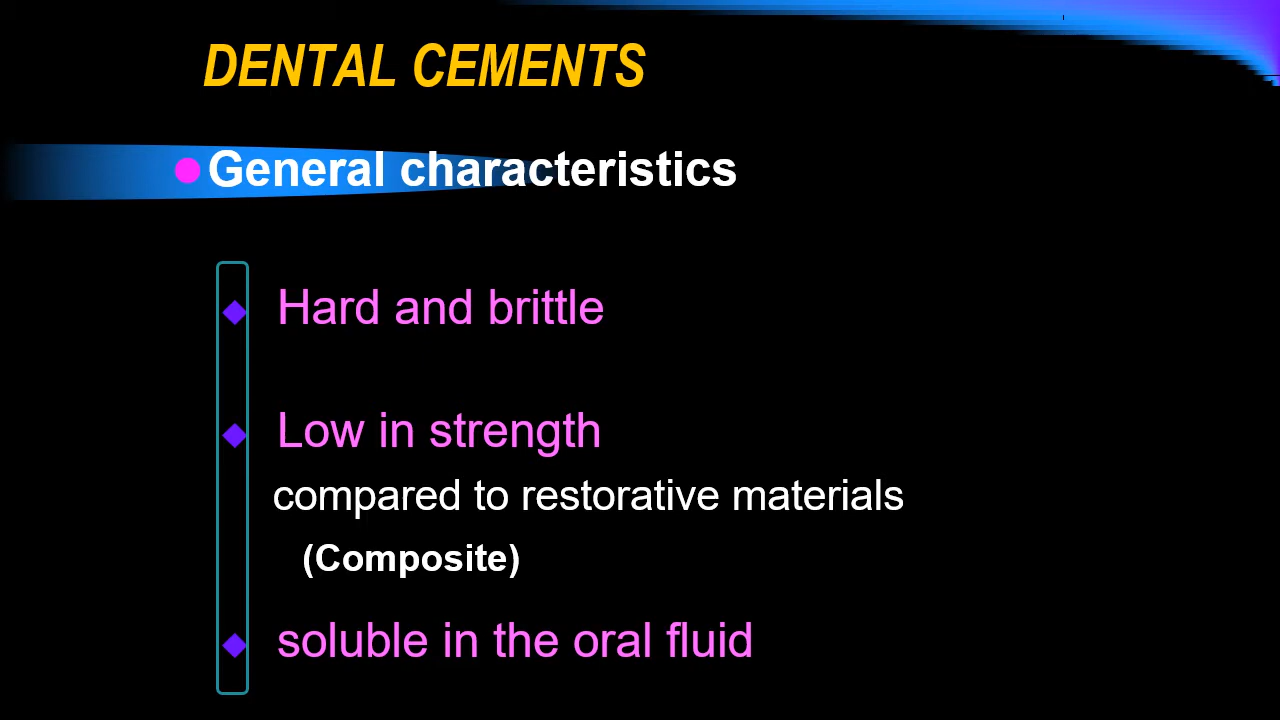 DENTAL CEMENTS
General characteristics
Hard and brittle
Low in strength
compared to restorative materials
(Composite)
soluble in the oral fluid